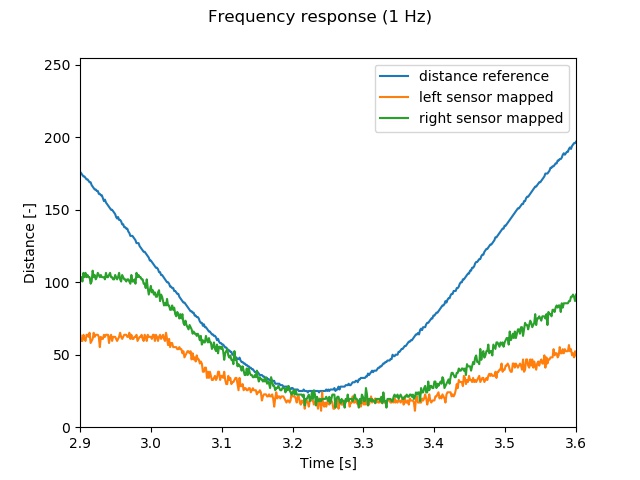 Frequency response (1 Hz)
250
200
150
100
50
0
Distance [-]
distance reference
left sensor mapped
right sensor mapped
2.9 3.0 3.1 3.2 3.3 3.4 3.5 3.6
Time [s]